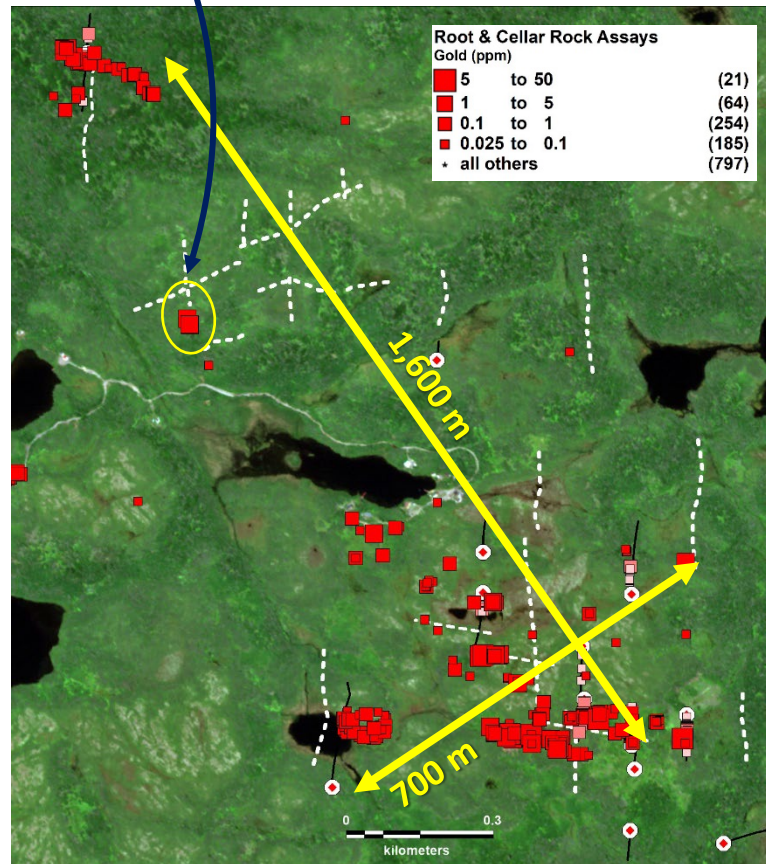 Root & Cellar Rock Assays
Gold (ppm)
5 to 50 (21)
1 to 5 (64)
0.1 to 1 (254)
0.025 to 0.1 (185)
all others (797)
1,600 m
700 m
0 0.3
kilometers